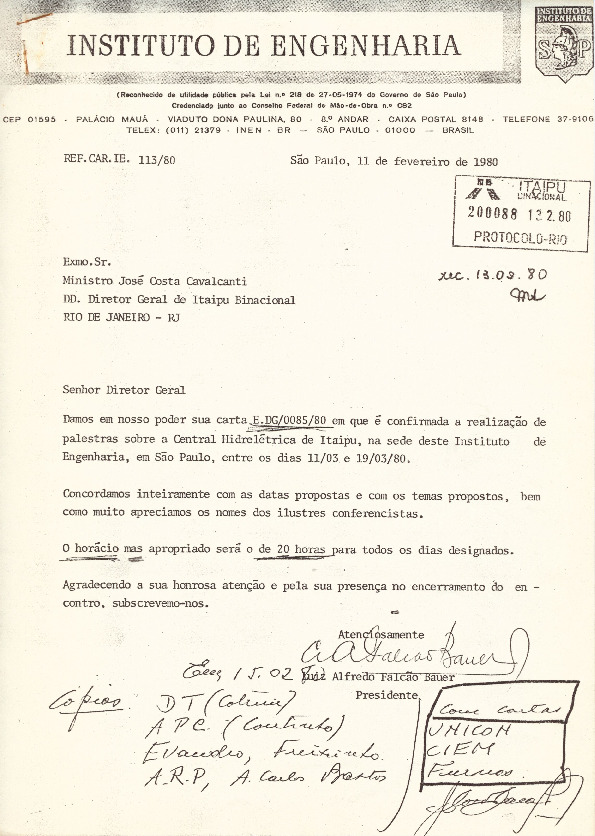 INSTITUTO DE ENGENHARIA
INSTITUTO DE
ENGENHARIA
S P
(Reconhecido de utilidade pública pela Lei n.º 218 de 27-05-1974 do Governo de São Paulo)
Credenciado junto ao Conselho Federal de Mão-de-Obra n.º 082
CEP 01595 - PALÁCIO MAUÁ - VIADUTO DONA PAULINA, 80 - 8.º ANDAR - CAIXA POSTAL 8148 - TELEFONE 37-9106
TELEX: (011) 21379 - INEN - BR — SÃO PAULO - 01000 — BRASIL
REF.CAR.IE. 113/80
São Paulo, 11 de fevereiro de 1980
ITAIPU
BINACIONAL
200088 13 2.80
PROTOCOLO-RIO
rec. 13.02.80
Exmo.Sr.
Ministro José Costa Cavalcanti
DD. Diretor Geral de Itaipu Binacional
RIO DE JANEIRO - RJ
Senhor Diretor Geral
Damos em nosso poder sua carta E.DG/0085/80 em que é confirmada a realização de
palestras sobre a Central Hidrelétrica de Itaipu, na sede deste Instituto de
Engenharia, em São Paulo, entre os dias 11/03 e 19/03/80.
Concordamos inteiramente com as datas propostas e com os temas propostos, bem
como muito apreciamos os nomes dos ilustres conferencistas.
O horácio mas apropriado será o de 20 horas para todos os dias designados.
Agradecendo a sua honrosa atenção e pela sua presença no encerramento do en -
contro, subscrevemo-nos.
Atenciosamente
Luiz Alfredo Falcão Bauer
Presidente
Em 15.02
Cópias: DT (Cotrim)
APC. (Coutinho)
Evandro,
A.R.P, A. Carlos Bastos
Com cartas
UNICON
CIEM
Furnas